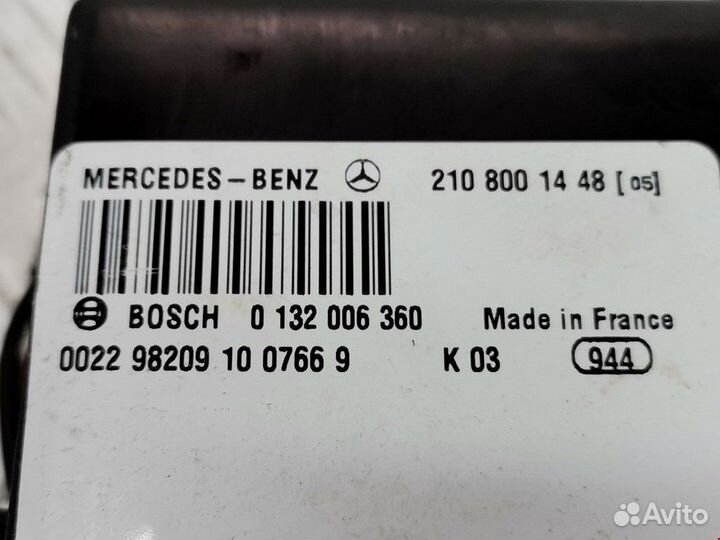 MERCEDES-BENZ 210 800 14 48 [05]
BOSCH 0 132 006 360 Made in France
0022 98209 10 0766 9 K 03 944
Avito